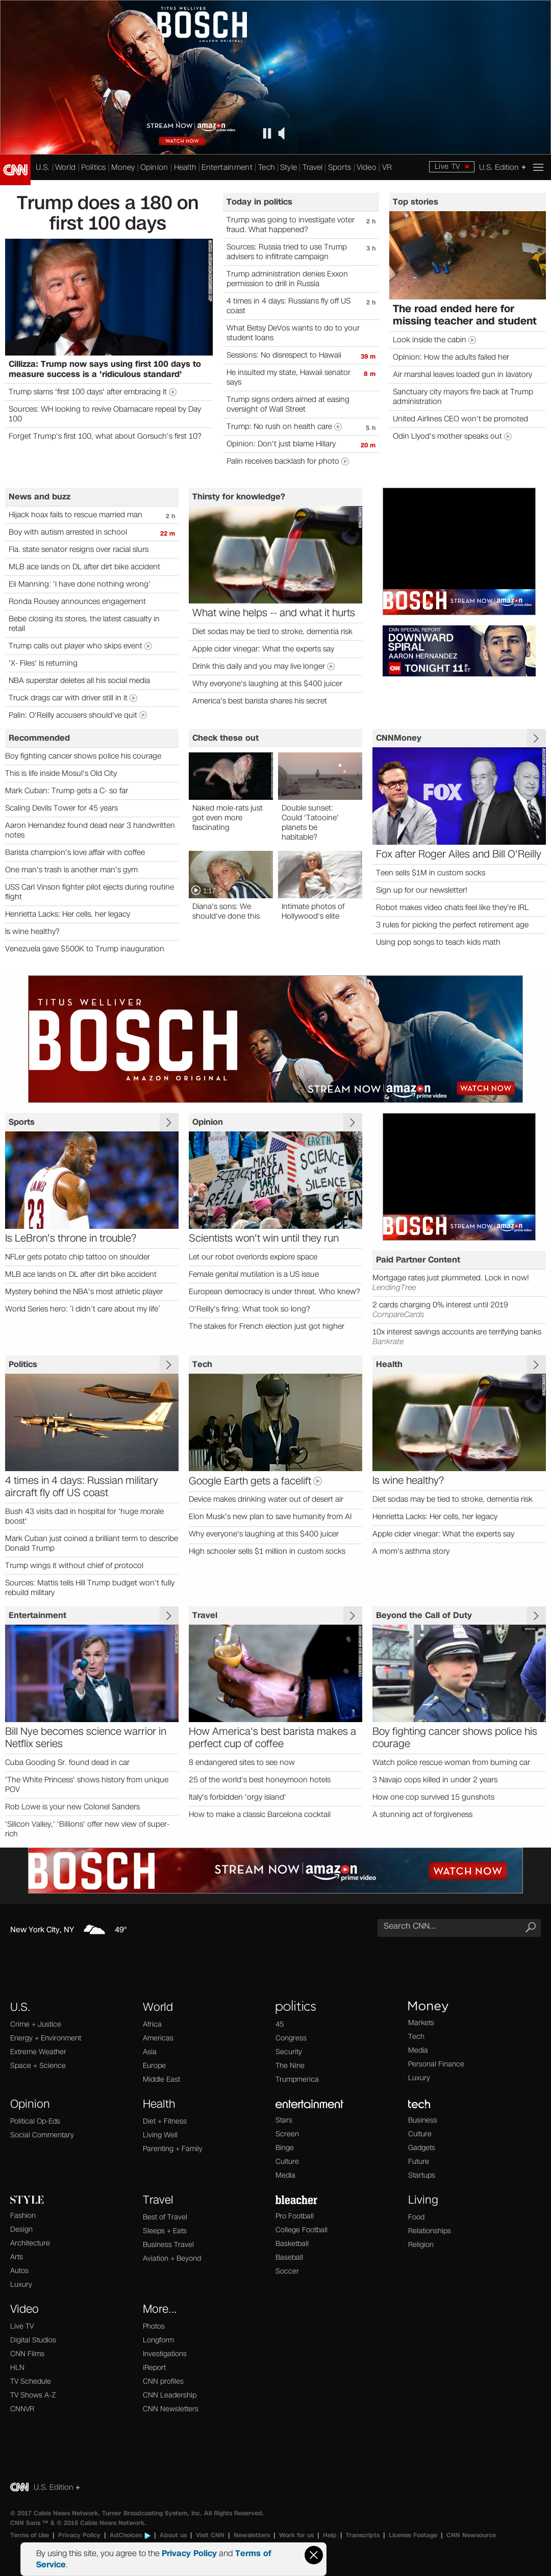 TITUS WELLIVER
BOSCH
AMAZON ORIGINAL
STREAM NOW amazon prime video
WATCH NOW
CNN
U.S. World Politics Money Opinion Health Entertainment Tech Style Travel Sports Video VR
Live TV
U.S. Edition +
Trump does a 180 on
first 100 days
Cillizza: Trump now says using first 100 days to
measure success is a 'ridiculous standard'
Trump slams 'first 100 days' after embracing it
Sources: WH looking to revive Obamacare repeal by Day
100
Forget Trump's first 100, what about Gorsuch's first 10?
Today in politics
Trump was going to investigate voter 2 h
fraud. What happened?
Sources: Russia tried to use Trump 3 h
advisers to infiltrate campaign
Trump administration denies Exxon
permission to drill in Russia
4 times in 4 days: Russians fly off US 2 h
coast
What Betsy DeVos wants to do to your
student loans
Sessions: No disrespect to Hawaii 39 m
He insulted my state, Hawaii senator 8 m
says
Trump signs orders aimed at easing
oversight of Wall Street
Trump: No rush on health care 5 h
Opinion: Don't just blame Hillary 20 m
Palin receives backlash for photo
Top stories
The road ended here for
missing teacher and student
Look inside the cabin
Opinion: How the adults failed her
Air marshal leaves loaded gun in lavatory
Sanctuary city mayors fire back at Trump
administration
United Airlines CEO won't be promoted
Odin Llyod's mother speaks out
News and buzz
Hijack hoax fails to rescue married man 2 h
Boy with autism arrested in school 22 m
Fla. state senator resigns over racial slurs
MLB ace lands on DL after dirt bike accident
Eli Manning: 'I have done nothing wrong'
Ronda Rousey announces engagement
Bebe closing its stores, the latest casualty in
retail
Trump calls out player who skips event
'X- Files' is returning
NBA superstar deletes all his social media
Truck drags car with driver still in it
Palin: O'Reilly accusers should've quit
Thirsty for knowledge?
What wine helps -- and what it hurts
Diet sodas may be tied to stroke, dementia risk
Apple cider vinegar: What the experts say
Drink this daily and you may live longer
Why everyone's laughing at this $400 juicer
America's best barista shares his secret
BOSCH STREAM NOW amazon prime video
CNN SPECIAL REPORT
DOWNWARD
SPIRAL
AARON HERNANDEZ
CNN TONIGHT 11 ET
Recommended
Boy fighting cancer shows police his courage
This is life inside Mosul's Old City
Mark Cuban: Trump gets a C- so far
Scaling Devils Tower for 45 years
Aaron Hernandez found dead near 3 handwritten
notes
Barista champion's love affair with coffee
One man's trash is another man's gym
USS Carl Vinson fighter pilot ejects during routine
flight
Henrietta Lacks: Her cells, her legacy
Is wine healthy?
Venezuela gave $500K to Trump inauguration
Check these out
Naked mole-rats just
got even more
fascinating
Double sunset:
Could 'Tatooine'
planets be
habitable?
1:17
Diana's sons: We
should've done this
Intimate photos of
Hollywood's elite
CNNMoney
FOX
Fox after Roger Ailes and Bill O'Reilly
Teen sells $1M in custom socks
Sign up for our newsletter!
Robot makes video chats feel like they're IRL
3 rules for picking the perfect retirement age
Using pop songs to teach kids math
TITUS WELLIVER
BOSCH
AMAZON ORIGINAL
STREAM NOW amazon prime video WATCH NOW
Sports
JAMES
23
Is LeBron's throne in trouble?
NFLer gets potato chip tattoo on shoulder
MLB ace lands on DL after dirt bike accident
Mystery behind the NBA's most athletic player
World Series hero: 'I didn't care about my life'
Opinion
EARTH
SCIENCE MAKE AMERICA SMART
SCIENCE IS REAL
SCIENCE NOT SILENCE
Scientists won't win until they run
Let our robot overlords explore space
Female genital mutilation is a US issue
European democracy is under threat. Who knew?
O'Reilly's firing: What took so long?
The stakes for French election just got higher
BOSCH STREAM NOW amazon prime video
Paid Partner Content
Mortgage rates just plummeted. Lock in now!
LendingTree
2 cards charging 0% interest until 2019
CompareCards
10x interest savings accounts are terrifying banks
Bankrate
Politics
4 times in 4 days: Russian military
aircraft fly off US coast
Bush 43 visits dad in hospital for 'huge morale
boost'
Mark Cuban just coined a brilliant term to describe
Donald Trump
Trump wings it without chief of protocol
Sources: Mattis tells Hill Trump budget won't fully
rebuild military
Tech
Google Earth gets a facelift
Device makes drinking water out of desert air
Elon Musk's new plan to save humanity from AI
Why everyone's laughing at this $400 juicer
High schooler sells $1 million in custom socks
Health
Is wine healthy?
Diet sodas may be tied to stroke, dementia risk
Henrietta Lacks: Her cells, her legacy
Apple cider vinegar: What the experts say
A mom's asthma story
Entertainment
Bill Nye becomes science warrior in
Netflix series
Cuba Gooding Sr. found dead in car
'The White Princess' shows history from unique
POV
Rob Lowe is your new Colonel Sanders
'Silicon Valley,' 'Billions' offer new view of super-
rich
Travel
How America's best barista makes a
perfect cup of coffee
8 endangered sites to see now
25 of the world's best honeymoon hotels
Italy's forbidden 'orgy island'
How to make a classic Barcelona cocktail
Beyond the Call of Duty
Boy fighting cancer shows police his
courage
Watch police rescue woman from burning car
3 Navajo cops killed in under 2 years
How one cop survived 15 gunshots
A stunning act of forgiveness
BOSCH STREAM NOW amazon prime video WATCH NOW
New York City, NY 49°
Search CNN...
U.S.
Crime + Justice
Energy + Environment
Extreme Weather
Space + Science
World
Africa
Americas
Asia
Europe
Middle East
politics
45
Congress
Security
The Nine
Trumpmerica
Money
Markets
Tech
Media
Personal Finance
Luxury
Opinion
Political Op-Eds
Social Commentary
Health
Diet + Fitness
Living Well
Parenting + Family
entertainment
Stars
Screen
Binge
Culture
Media
tech
Business
Culture
Gadgets
Future
Startups
STYLE
Fashion
Design
Architecture
Arts
Autos
Luxury
Travel
Best of Travel
Sleeps + Eats
Business Travel
Aviation + Beyond
bleacher
Pro Football
College Football
Basketball
Baseball
Soccer
Living
Food
Relationships
Religion
Video
Live TV
Digital Studios
CNN Films
HLN
TV Schedule
TV Shows A-Z
CNNVR
More...
Photos
Longform
Investigations
iReport
CNN profiles
CNN Leadership
CNN Newsletters
CNN U.S. Edition +
© 2017 Cable News Network. Turner Broadcasting System, Inc. All Rights Reserved.
CNN Sans ™ & © 2016 Cable News Network.
Terms of Use | Privacy Policy | AdChoices | About us | Visit CNN | Newsletters | Work for us | Help | Transcripts | License Footage | CNN Newsource
By using this site, you agree to the Privacy Policy and Terms of
Service.